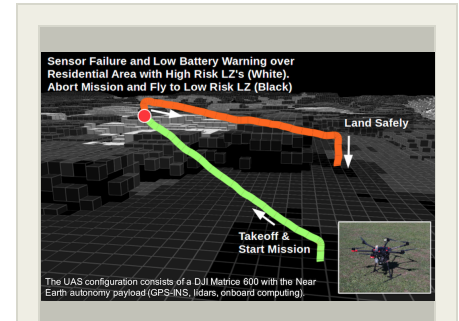 Sensor Failure and Low Battery Warning over
Residential Area with High Risk LZ's (White).
Abort Mission and Fly to Low Risk LZ (Black)
Land Safely
Takeoff &
Start Mission
The UAS configuration consists of a DJI Matrice 600 with the Near
Earth autonomy payload (GPS-INS, lidars, onboard computing).